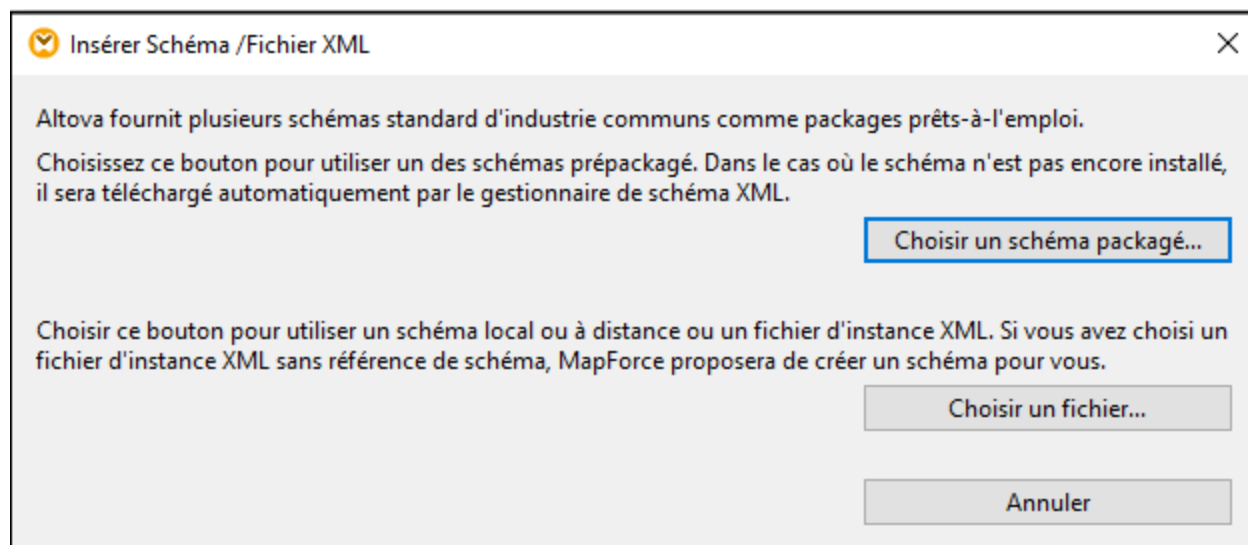 Insérer Schéma /Fichier XML
Altova fournit plusieurs schémas standard d'industrie communs comme packages prêts-à-l'emploi.
Choisissez ce bouton pour utiliser un des schémas prépackagé. Dans le cas où le schéma n'est pas encore installé,
il sera téléchargé automatiquement par le gestionnaire de schéma XML.
Choisir un schéma packagé...
Choisir ce bouton pour utiliser un schéma local ou à distance ou un fichier d'instance XML. Si vous avez choisi un
fichier d'instance XML sans référence de schéma, MapForce proposera de créer un schéma pour vous.
Choisir un fichier...
Annuler